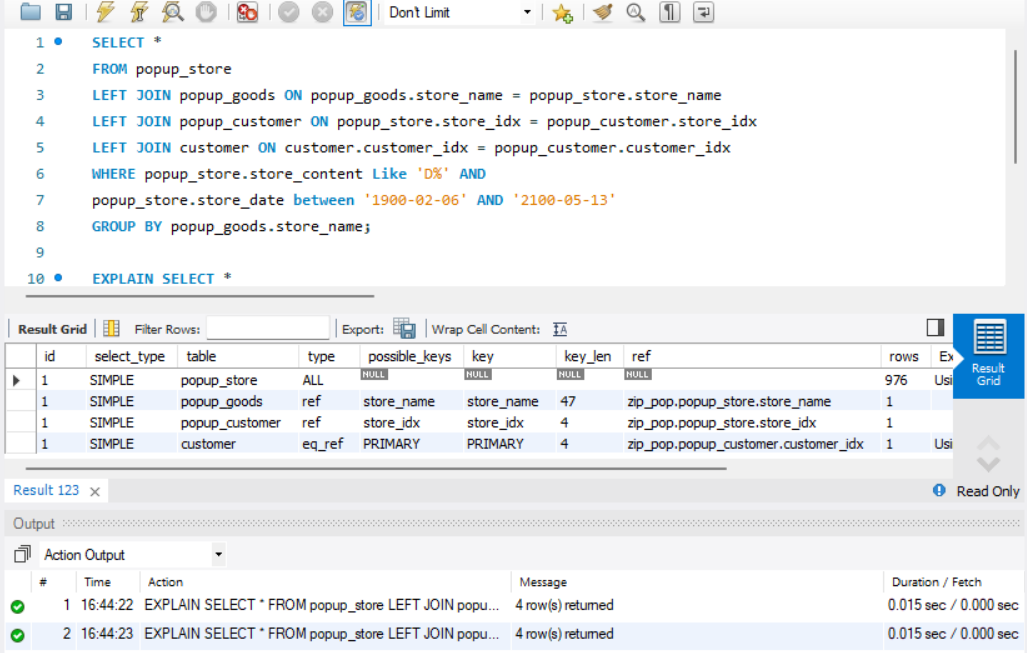 Don't Limit
1 SELECT *
2 FROM popup_store
3 LEFT JOIN popup_goods ON popup_goods.store_name = popup_store.store_name
4 LEFT JOIN popup_customer ON popup_store.store_idx = popup_customer.store_idx
5 LEFT JOIN customer ON customer.customer_idx = popup_customer.customer_idx
6 WHERE popup_store.store_content Like 'D%' AND
7 popup_store.store_date between '1900-02-06' AND '2100-05-13'
8 GROUP BY popup_goods.store_name;
9
10 EXPLAIN SELECT *
Result Grid Filter Rows: Export: Wrap Cell Content: IA
id select_type table type possible_keys key key_len ref rows Ex
1 SIMPLE popup_store ALL NULL NULL NULL NULL 976 Usi
1 SIMPLE popup_goods ref store_name store_name 47 zip_pop.popup_store.store_name 1
1 SIMPLE popup_customer ref store_idx store_idx 4 zip_pop.popup_store.store_idx 1
1 SIMPLE customer eq_ref PRIMARY PRIMARY 4 zip_pop.popup_customer.customer_idx 1 Usi
Result
Grid
Result 123 Read Only
Output
Action Output
# Time Action Message Duration / Fetch
1 16:44:22 EXPLAIN SELECT * FROM popup_store LEFT JOIN popu... 4 row(s) returned 0.015 sec / 0.000 sec
2 16:44:23 EXPLAIN SELECT * FROM popup_store LEFT JOIN popu... 4 row(s) returned 0.015 sec / 0.000 sec